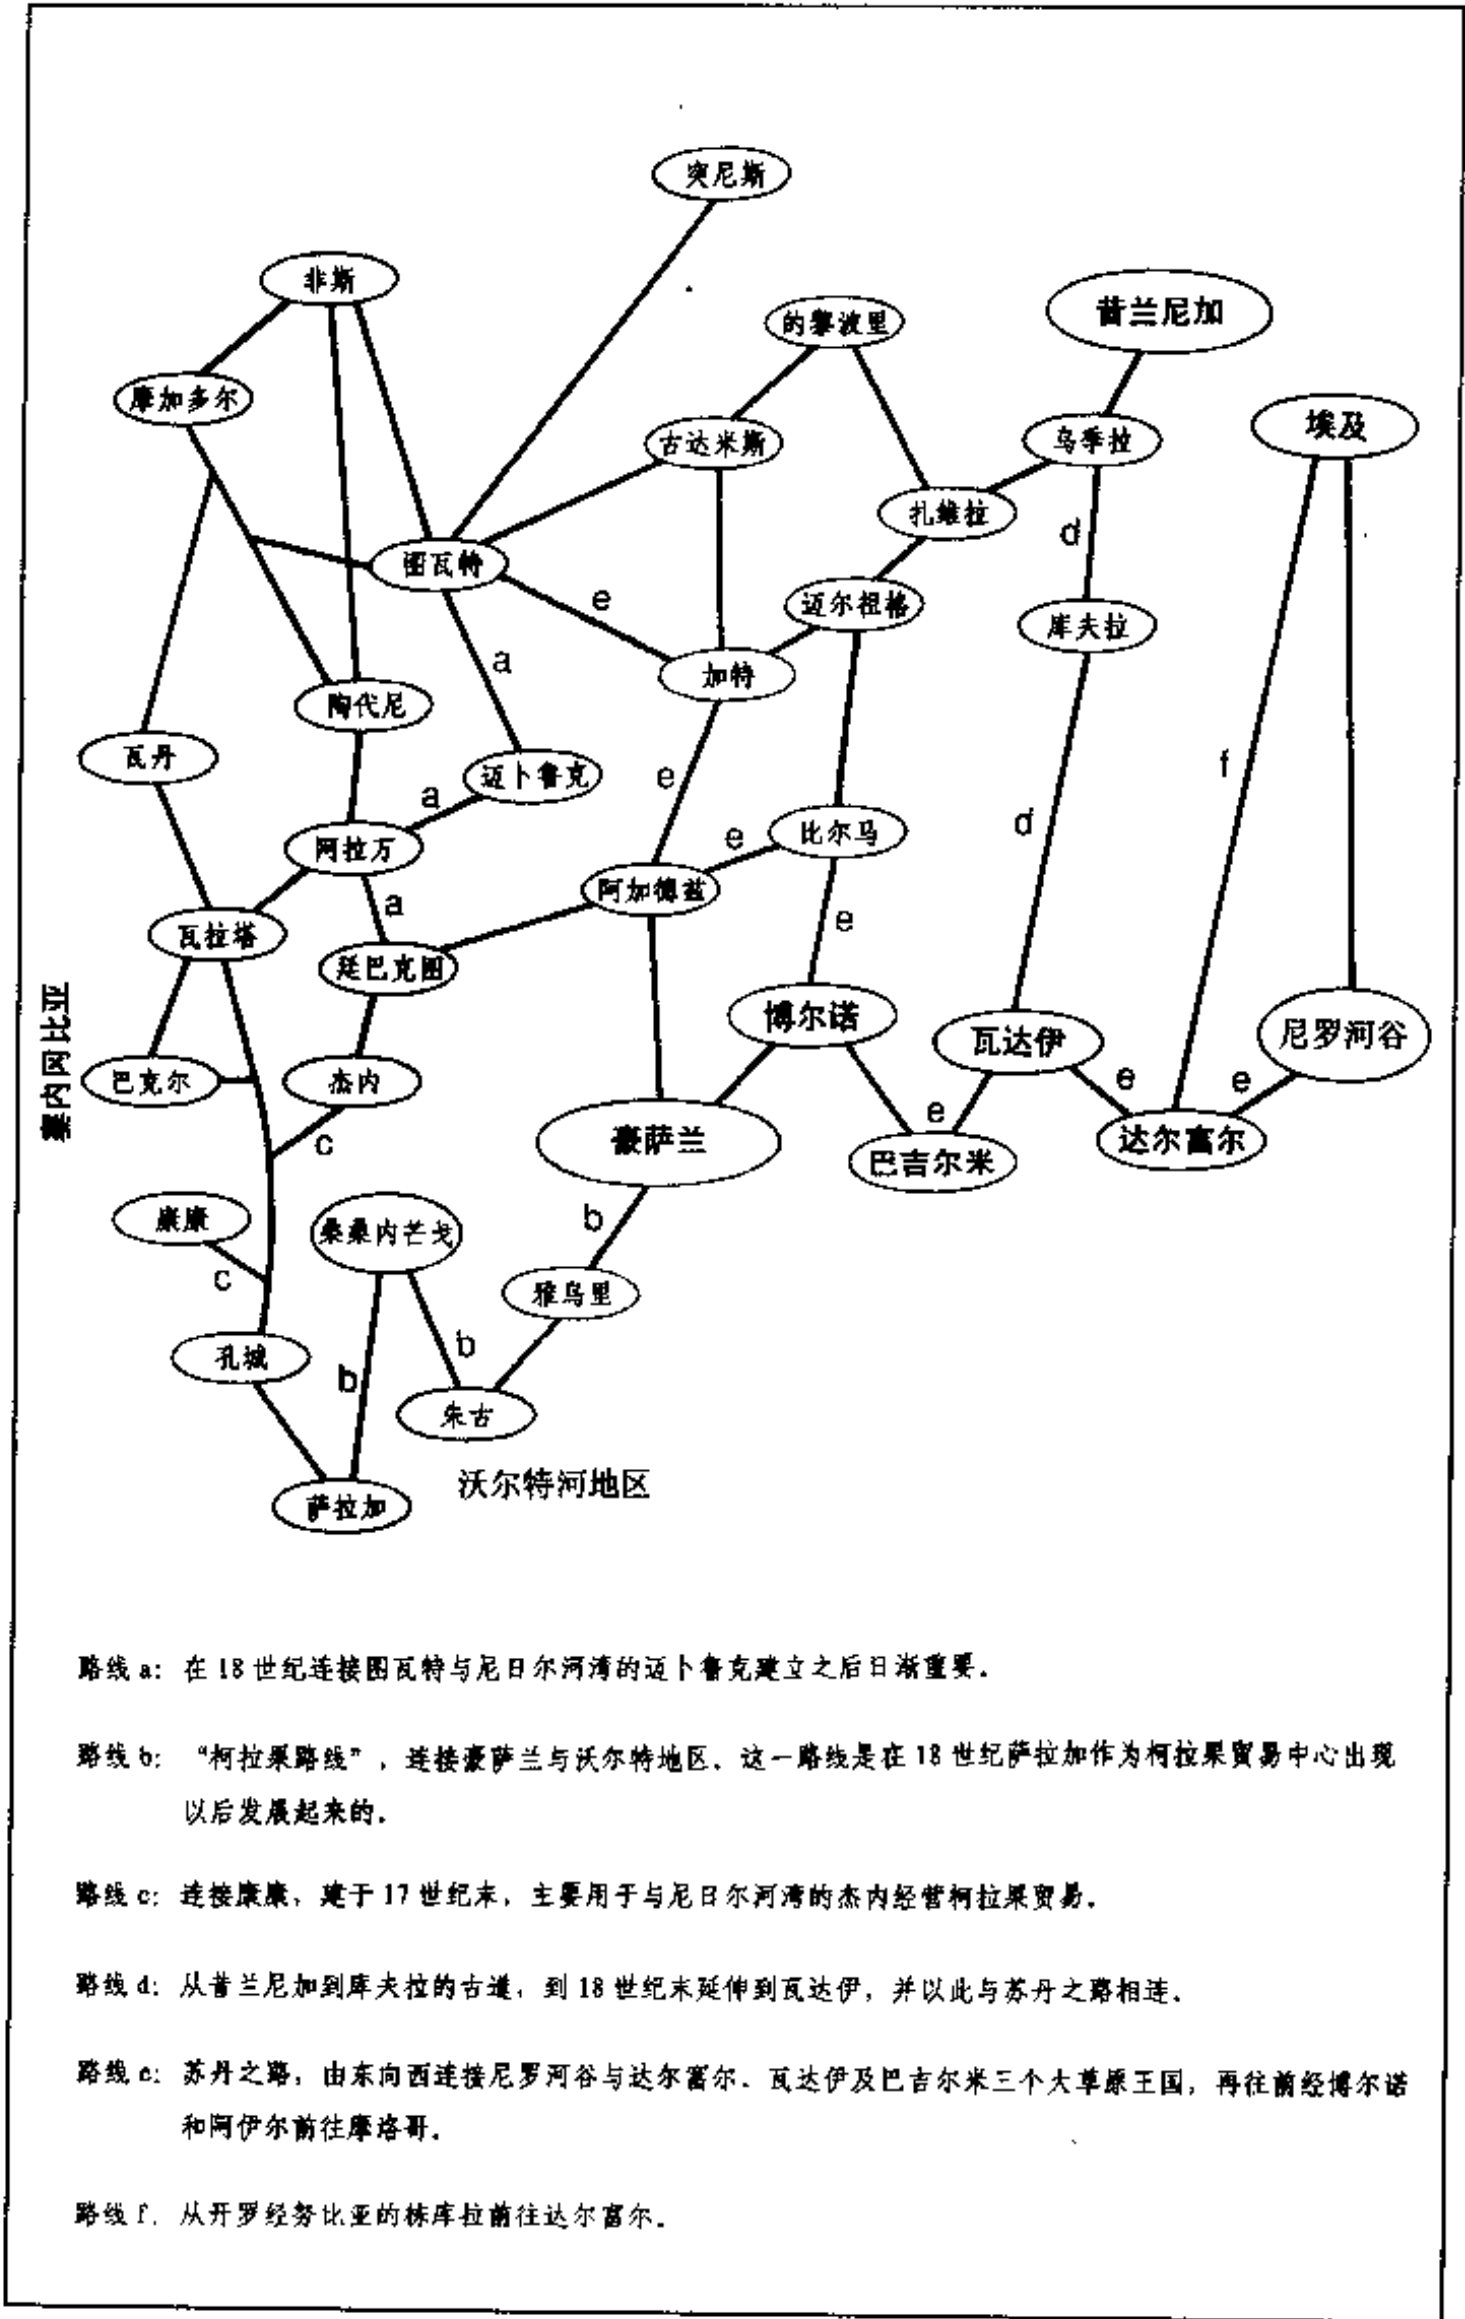 突尼斯
非斯
的黎波里
昔兰尼加
摩加多尔
古达米斯
乌季拉
埃及
扎维拉
d
图瓦特
e
迈尔祖格
库夫拉
a
加特
陶代尼
瓦丹
迈卜鲁克
e
f
a
阿拉万
e
比尔马
d
阿加德兹
a
e
瓦拉塔
廷巴克图
塞内冈比亚
博尔诺
瓦达伊
尼罗河谷
巴克尔
杰内
e
e
e
c
豪萨兰
巴吉尔米
达尔富尔
康康
桑桑内芒戈
b
c
雅乌里
孔城
b
b
朱古
沃尔特河地区
萨拉加
路线 a: 在 18 世纪连接图瓦特与尼日尔河湾的迈卜鲁克建立之后日渐重要。
路线 b: “柯拉果路线”，连接豪萨兰与沃尔特地区。这一路线是在 18 世纪萨拉加作为柯拉果贸易中心出现
以后发展起来的。
路线 c: 连接康康，建于 17 世纪末，主要用于与尼日尔河湾的杰内经营柯拉果贸易。
路线 d: 从昔兰尼加到库夫拉的古道，到 18 世纪末延伸到瓦达伊，并以此与苏丹之路相连。
路线 e: 苏丹之路，由东向西连接尼罗河谷与达尔富尔、瓦达伊及巴吉尔米三个大草原王国，再往前经博尔诺
和阿伊尔前往摩洛哥。
路线 f. 从开罗经努比亚的栋库拉前往达尔富尔。